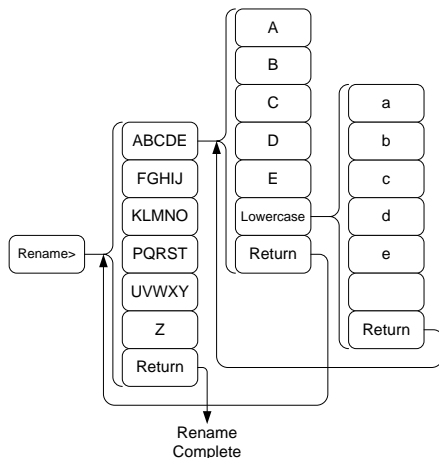 Rename>
ABCDE
FGHIJ
KLMNO
PQRST
UVWXY
Z
Return
A
B
C
D
E
Lowercase
Return
a
b
c
d
e
Return
Rename
Complete